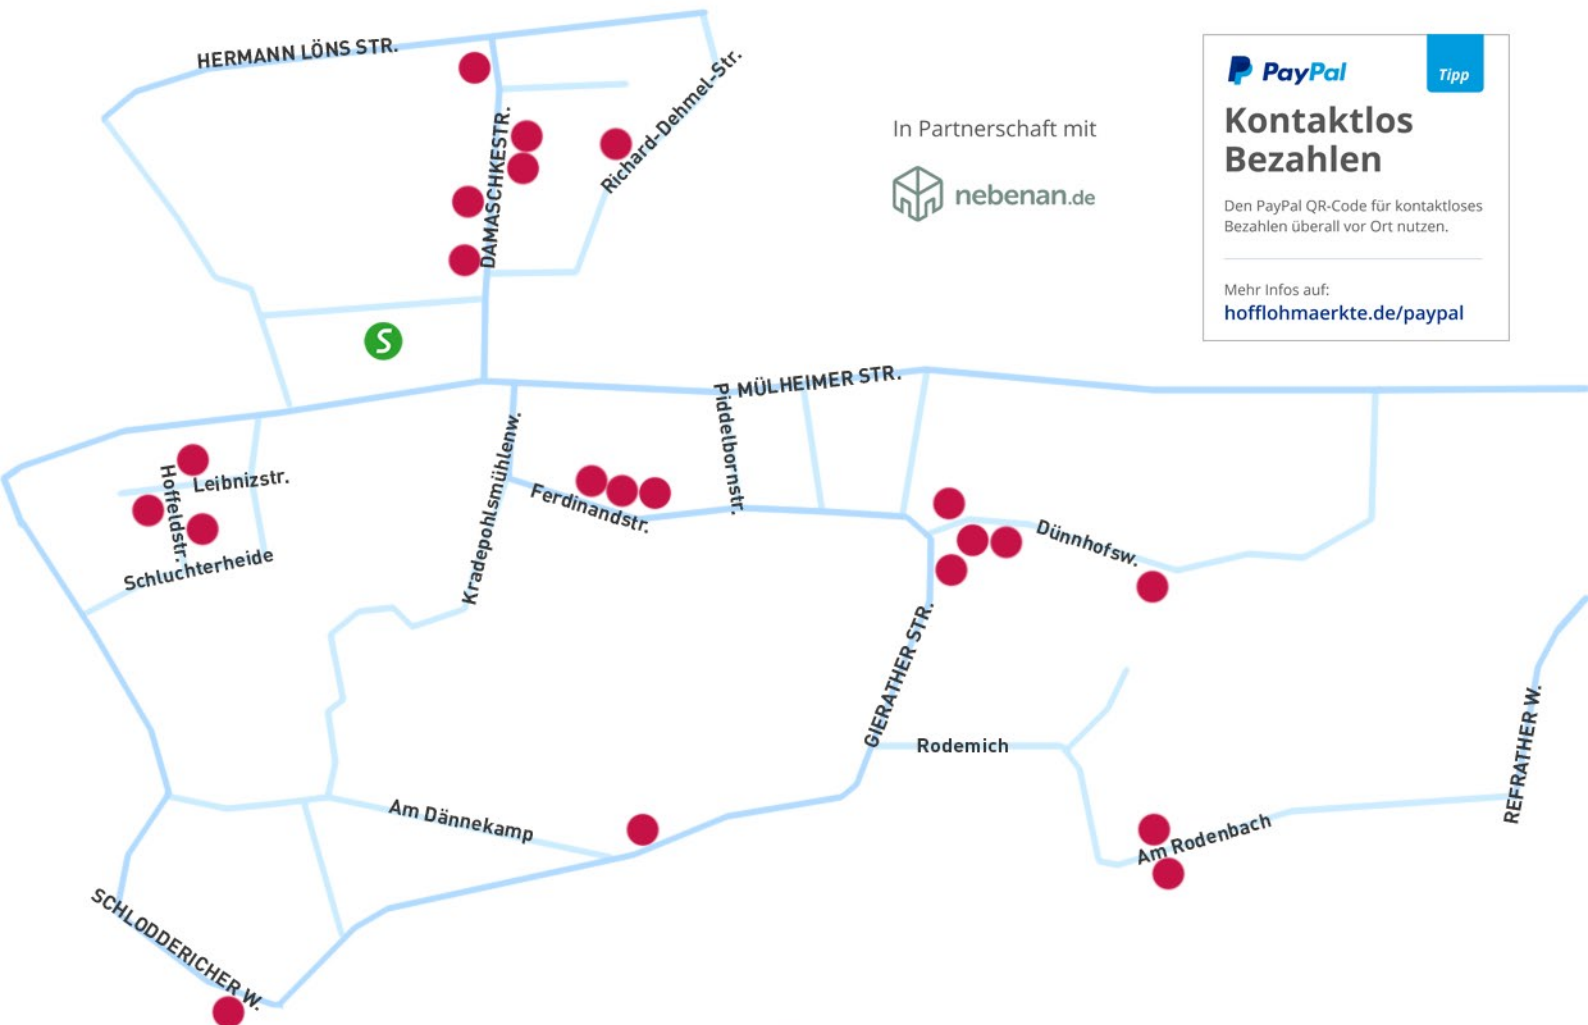 HERMANN LÖNS STR.
Richard-Dehmel-Str.
DAMASCHKESTR.
In Partnerschaft mit
nebenan.de
PayPal
Tipp
Kontaktlos
Bezahlen
Den PayPal QR-Code für kontaktloses
Bezahlen überall vor Ort nutzen.
Mehr Infos auf:
hofflohmaerkte.de/paypal
S
P. MÜLHEIMER STR.
Piddelbornstr.
Kradepohlsmühlenw.
Ferdinandstr.
Hoffeldstr.
Leibnizstr.
Schluchterheide
Dünnhofsw.
GIERATHER STR.
Rodemich
REFRATHER W.
Am Dännekamp
Am Rodenbach
SCHLODDERICHER W.